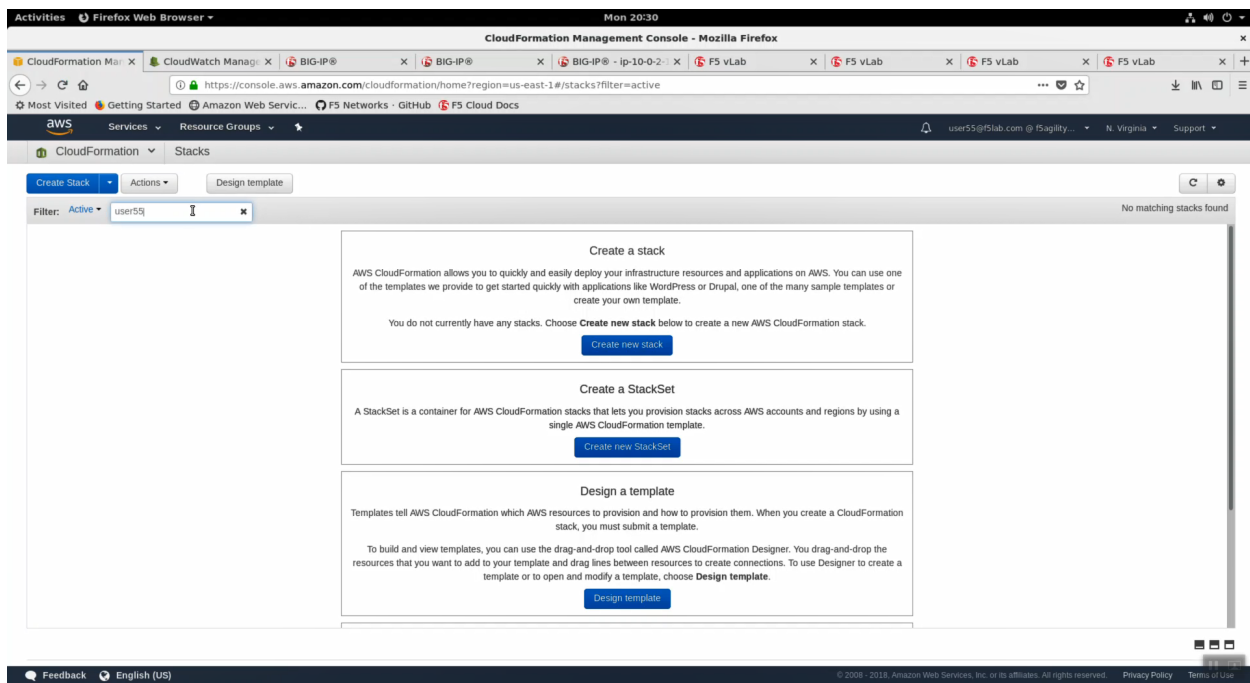 Activities Firefox Web Browser Mon 20:30
CloudFormation Management Console - Mozilla Firefox
CloudFormation Mar CloudWatch Manage BIG-IP® BIG-IP® BIG-IP® - ip-10-0-2- F5 vLab F5 vLab F5 vLab F5 vLab
https://console.aws.amazon.com/cloudformation/home?region=us-east-1#/stacks?filter=active
Most Visited Getting Started Amazon Web Servic... F5 Networks · GitHub F5 Cloud Docs
aws Services Resource Groups user55@f5lab.com @ f5agility... N. Virginia Support
CloudFormation Stacks
Create Stack Actions Design template
Filter: Active user55 No matching stacks found
Create a stack
AWS CloudFormation allows you to quickly and easily deploy your infrastructure resources and applications on AWS. You can use one
of the templates we provide to get started quickly with applications like WordPress or Drupal, one of the many sample templates or
create your own template.
You do not currently have any stacks. Choose Create new stack below to create a new AWS CloudFormation stack.
Create new stack
Create a StackSet
A StackSet is a container for AWS CloudFormation stacks that lets you provision stacks across AWS accounts and regions by using a
single AWS CloudFormation template.
Create new StackSet
Design a template
Templates tell AWS CloudFormation which AWS resources to provision and how to provision them. When you create a CloudFormation
stack, you must submit a template.
To build and view templates, you can use the drag-and-drop tool called AWS CloudFormation Designer. You drag-and-drop the
resources that you want to add to your template and drag lines between resources to create connections. To use Designer to create a
template or to open and modify a template, choose Design template.
Design template
Feedback English (US) © 2008 - 2018, Amazon Web Services, Inc. or its affiliates. All rights reserved. Privacy Policy Terms of Use